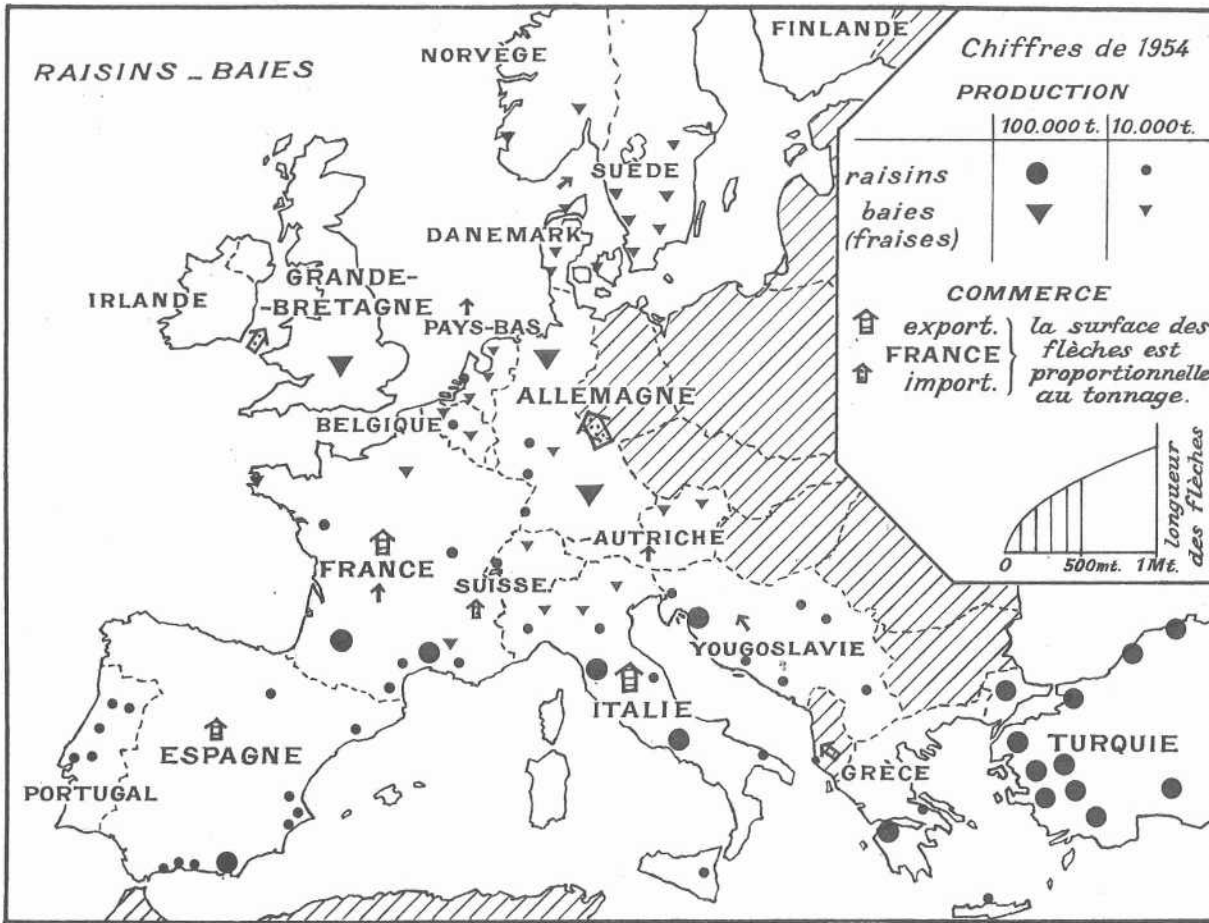 RAISINS _ BAIES
NORVÈGE
FINLANDE
SUÈDE
DANEMARK
IRLANDE
GRANDE-
-BRETAGNE
PAYS-BAS
ALLEMAGNE
BELGIQUE
AUTRICHE
FRANCE
SUISSE
YOUGOSLAVIE
ITALIE
ESPAGNE
PORTUGAL
GRÈCE
TURQUIE
Chiffres de 1954
PRODUCTION
100.000 t. 10.000 t.
raisins
baies
(fraises)
COMMERCE
export.
FRANCE
import.
la surface des
flèches est
proportionnelle
au tonnage.
longueur
des flèches
0 500mt. 1Mt.